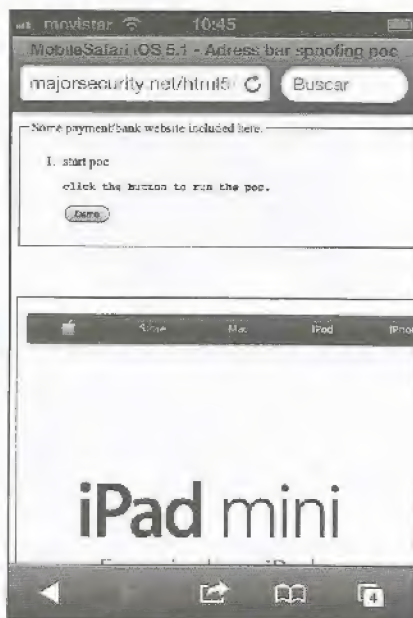 movistar 10:45
MobileSafari iOS 5.1 - Adress bar spoofing poc
majorsecurity.net/html5 Buscar
Some payment/bank website included here.
1. start poc
click the button to run the poc.
Demo
Store Mac iPod iPhone
iPad mini
4